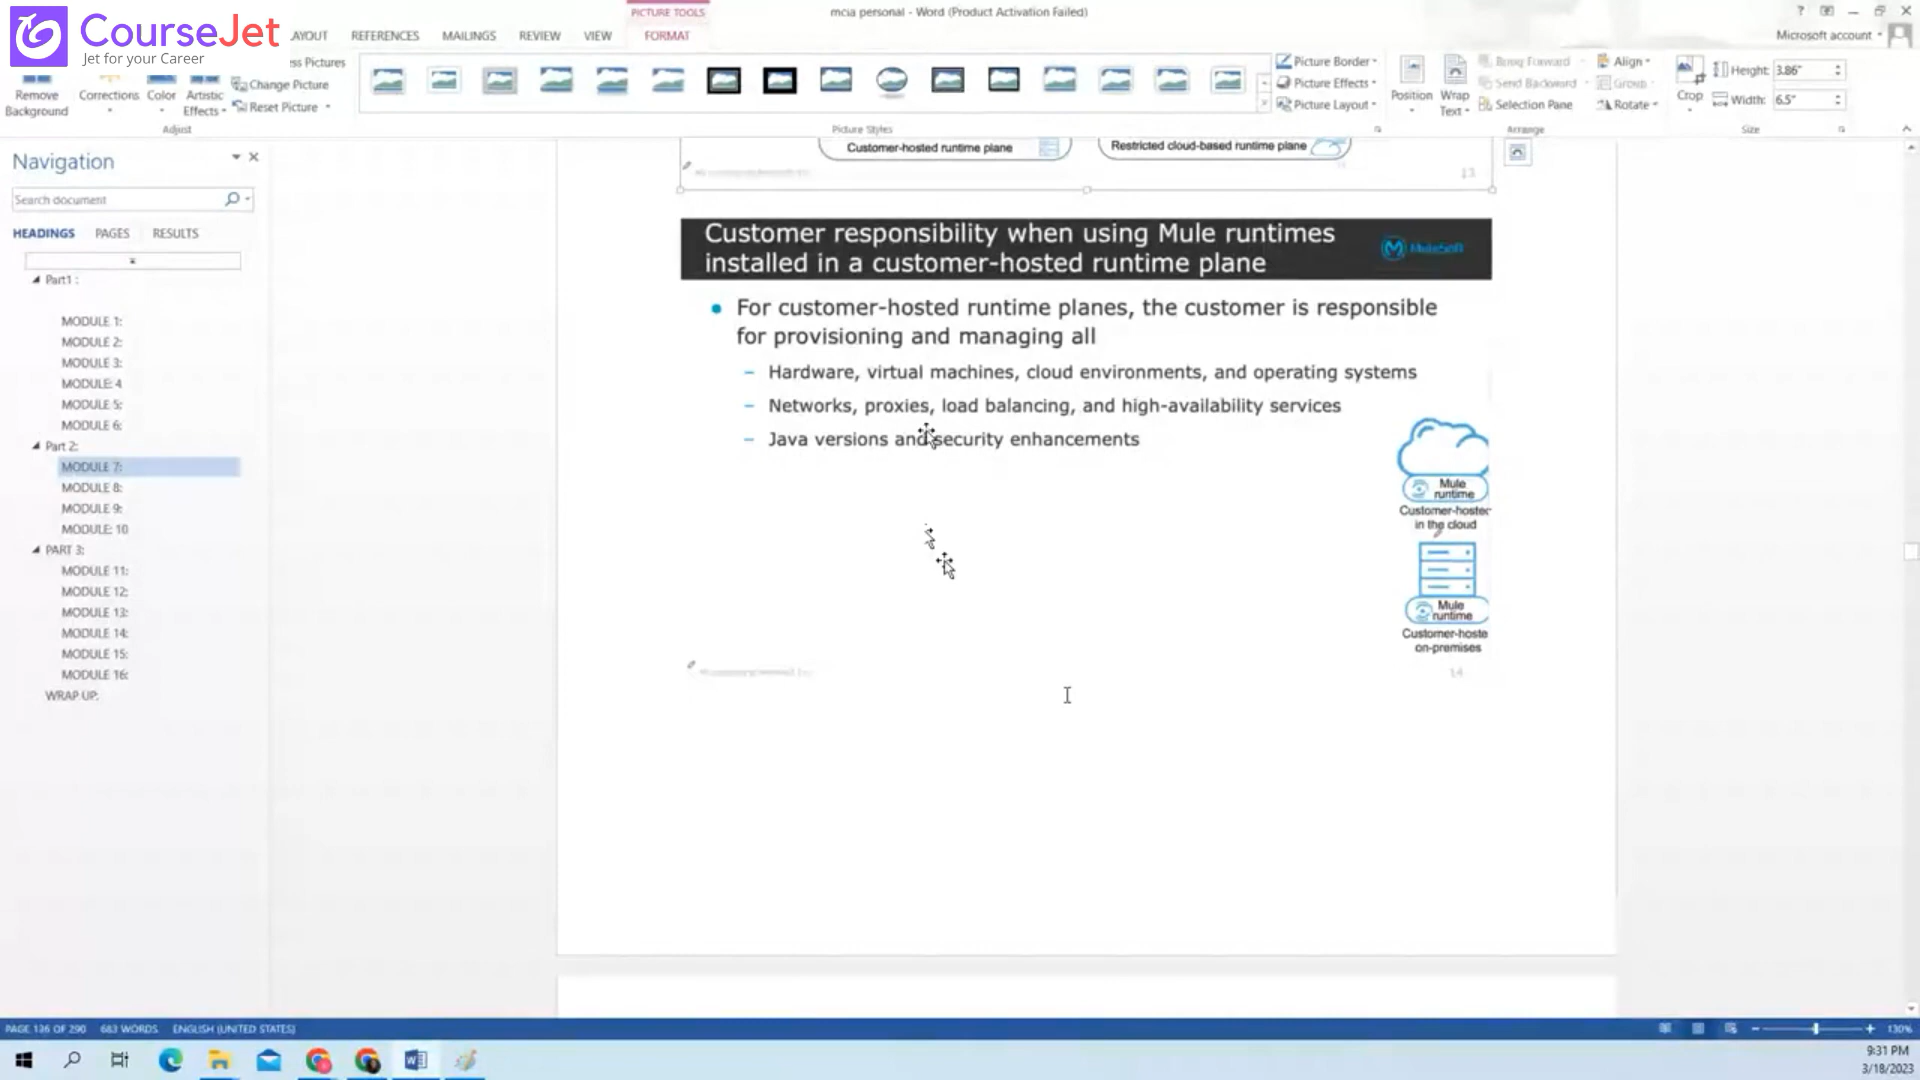 CourseJet
Jet for your Career
PICTURE TOOLS
mcia personal - Word (Product Activation Failed)
AYOUT
REFERENCES
MAILINGS
REVIEW
VIEW
FORMAT
Microsoft account
ss Pictures
Change Picture
Reset Picture
Remove
Background
Corrections
Color
Artistic
Effects
Adjust
Picture Styles
Picture Border
Picture Effects
Picture Layout
Position
Wrap
Text
Bring Forward
Send Backward
Selection Pane
Align
Group
Rotate
Arrange
Crop
Height: 3.86"
Width: 6.5"
Size
Navigation
Search document
HEADINGS
PAGES
RESULTS
Part1 :
MODULE 1:
MODULE 2:
MODULE 3:
MODULE: 4
MODULE 5:
MODULE 6:
Part 2:
MODULE 7:
MODULE 8:
MODULE 9:
MODULE: 10
PART 3:
MODULE 11:
MODULE 12:
MODULE 13:
MODULE 14:
MODULE 15:
MODULE 16:
WRAP UP:
Customer-hosted runtime plane
Restricted cloud-based runtime plane
13
Customer responsibility when using Mule runtimes
installed in a customer-hosted runtime plane
MuleSoft
For customer-hosted runtime planes, the customer is responsible
for provisioning and managing all
– Hardware, virtual machines, cloud environments, and operating systems
– Networks, proxies, load balancing, and high-availability services
– Java versions and security enhancements
Mule
runtime
Customer-hosted
in the cloud
Mule
runtime
Customer-hoste
on-premises
14
PAGE 136 OF 290
683 WORDS
ENGLISH (UNITED STATES)
130%
9:31 PM
3/18/2023